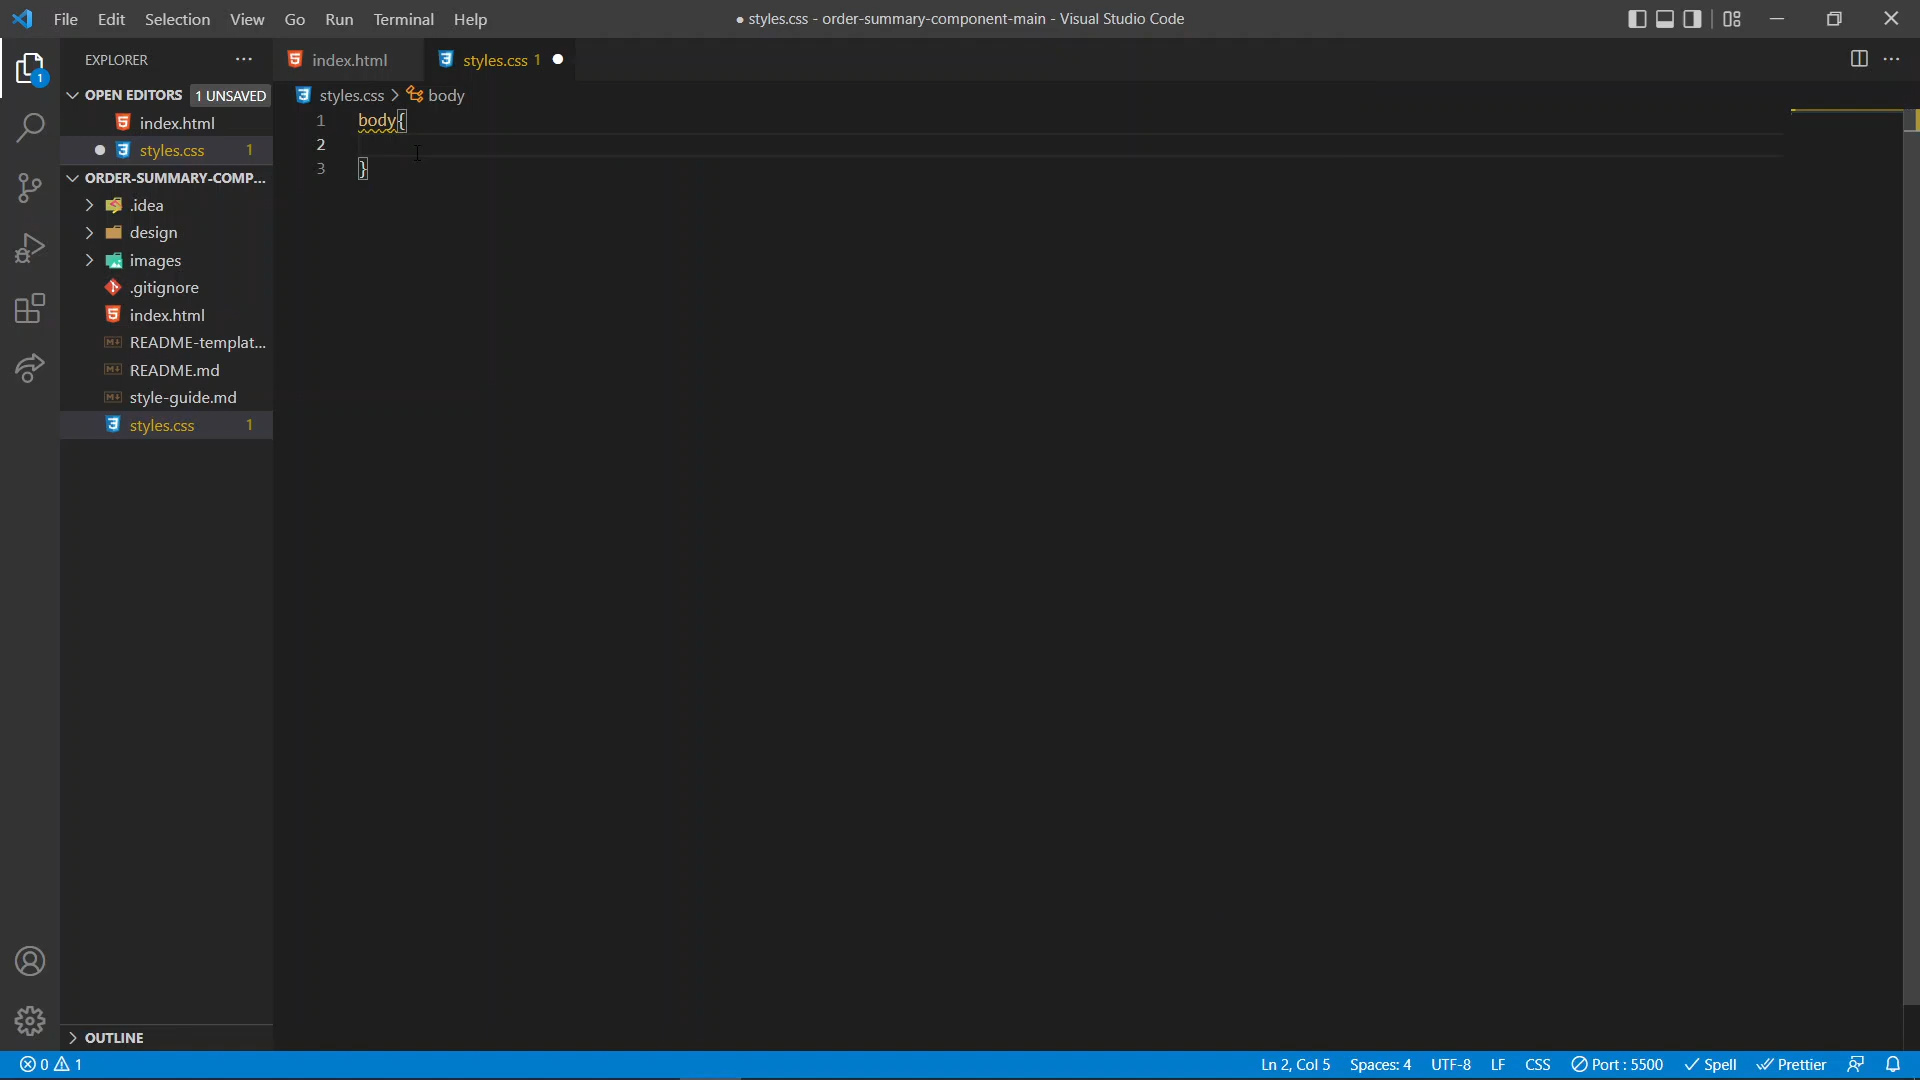 File Edit Selection View Go Run Terminal Help
● styles.css - order-summary-component-main - Visual Studio Code
EXPLORER
index.html
styles.css 1
OPEN EDITORS 1 UNSAVED
styles.css > body
index.html
styles.css 1
ORDER-SUMMARY-COMP...
.idea
design
images
.gitignore
index.html
README-templat...
README.md
style-guide.md
styles.css 1
1 body{
2
3 }
1
OUTLINE
0 1
Ln 2, Col 5 Spaces: 4 UTF-8 LF CSS Port : 5500 Spell Prettier